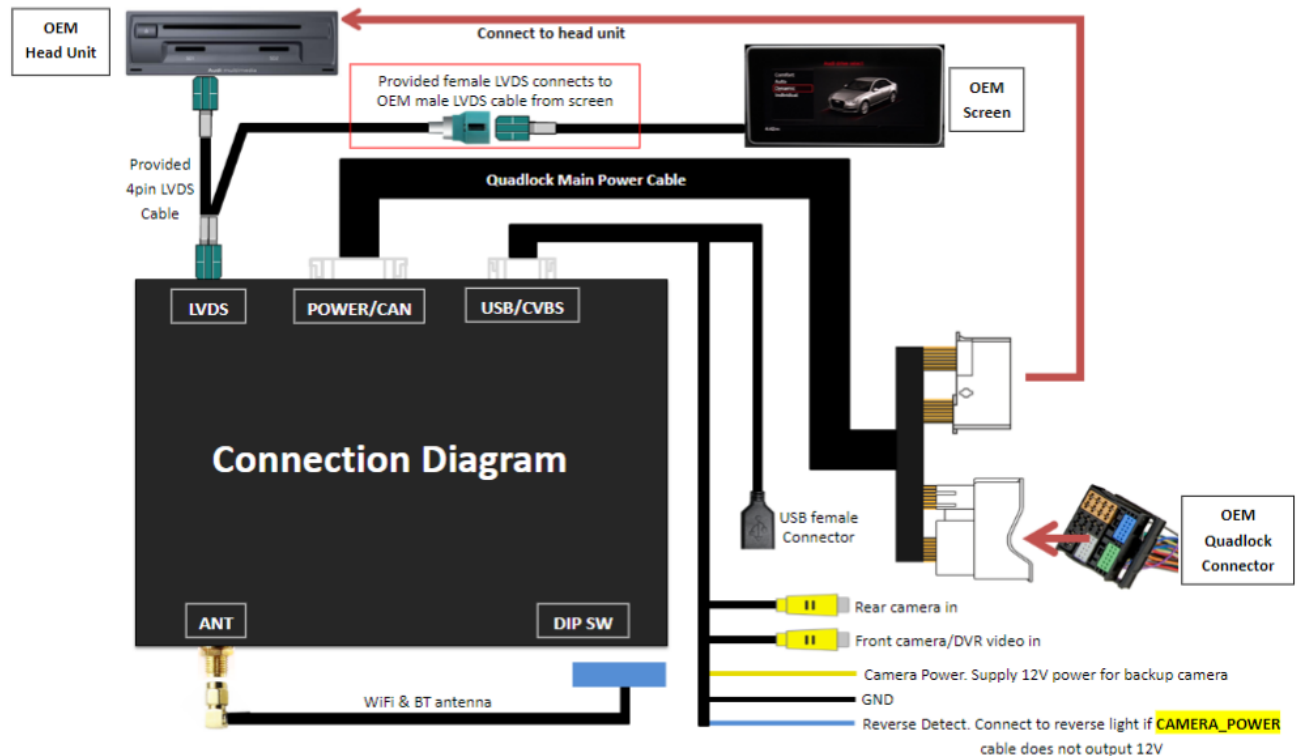 OEM
Head Unit
Connect to head unit
Provided female LVDS connects to
OEM male LVDS cable from screen
Comfort
Auto
Dynamic
Individual
OEM
Screen
Provided
4pin LVDS
Cable
Quadlock Main Power Cable
LVDS
POWER/CAN
USB/CVBS
Connection Diagram
USB female
Connector
OEM
Quadlock
Connector
ANT
DIP SW
Rear camera in
Front camera/DVR video in
WiFi & BT antenna
Camera Power. Supply 12V power for backup camera
GND
Reverse Detect. Connect to reverse light if CAMERA_POWER
cable does not output 12V